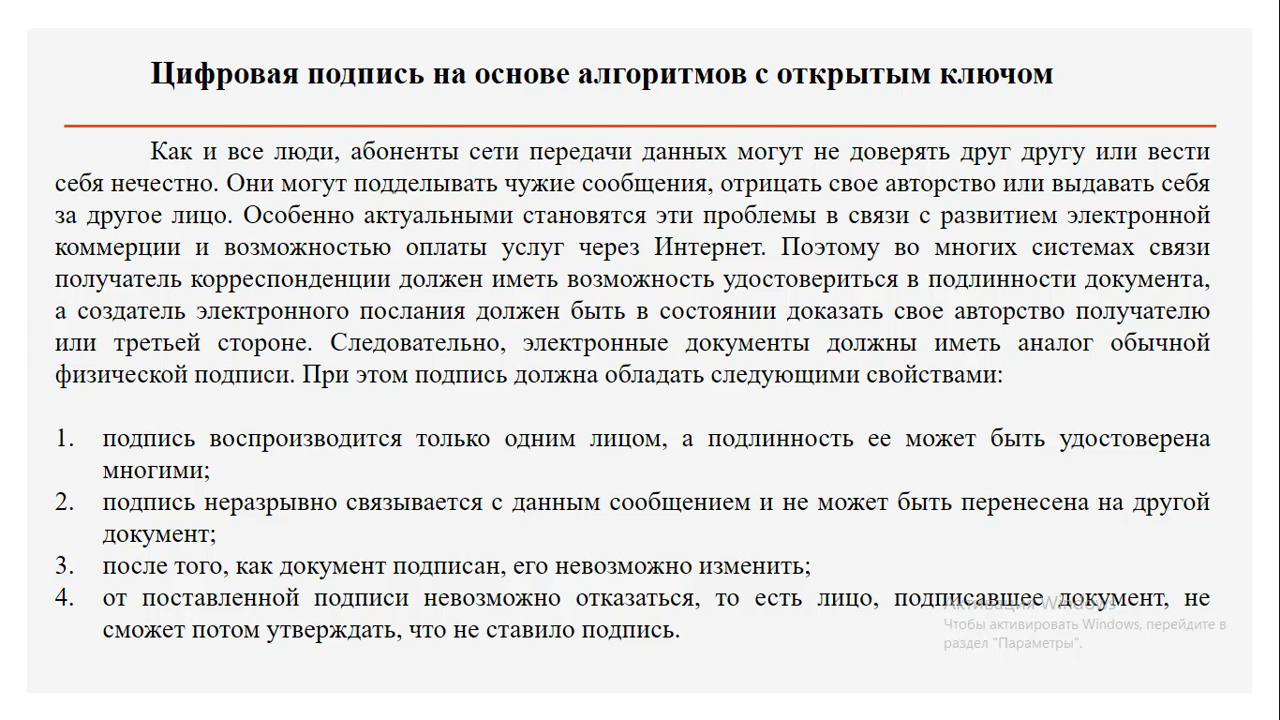 Цифровая подпись на основе алгоритмов с открытым ключом
Как и все люди, абоненты сети передачи данных могут не доверять друг другу или вести
себя нечестно. Они могут подделывать чужие сообщения, отрицать свое авторство или выдавать себя
за другое лицо. Особенно актуальными становятся эти проблемы в связи с развитием электронной
коммерции и возможностью оплаты услуг через Интернет. Поэтому во многих системах связи
получатель корреспонденции должен иметь возможность удостовериться в подлинности документа,
а создатель электронного послания должен быть в состоянии доказать свое авторство получателю
или третьей стороне. Следовательно, электронные документы должны иметь аналог обычной
физической подписи. При этом подпись должна обладать следующими свойствами:
1. подпись воспроизводится только одним лицом, а подлинность ее может быть удостоверена
многими;
2. подпись неразрывно связывается с данным сообщением и не может быть перенесена на другой
документ;
3. после того, как документ подписан, его невозможно изменить;
4. от поставленной подписи невозможно отказаться, то есть лицо, подписавшее документ, не
сможет потом утверждать, что не ставило подпись.
Активация Windows
Чтобы активировать Windows, перейдите в
раздел "Параметры".